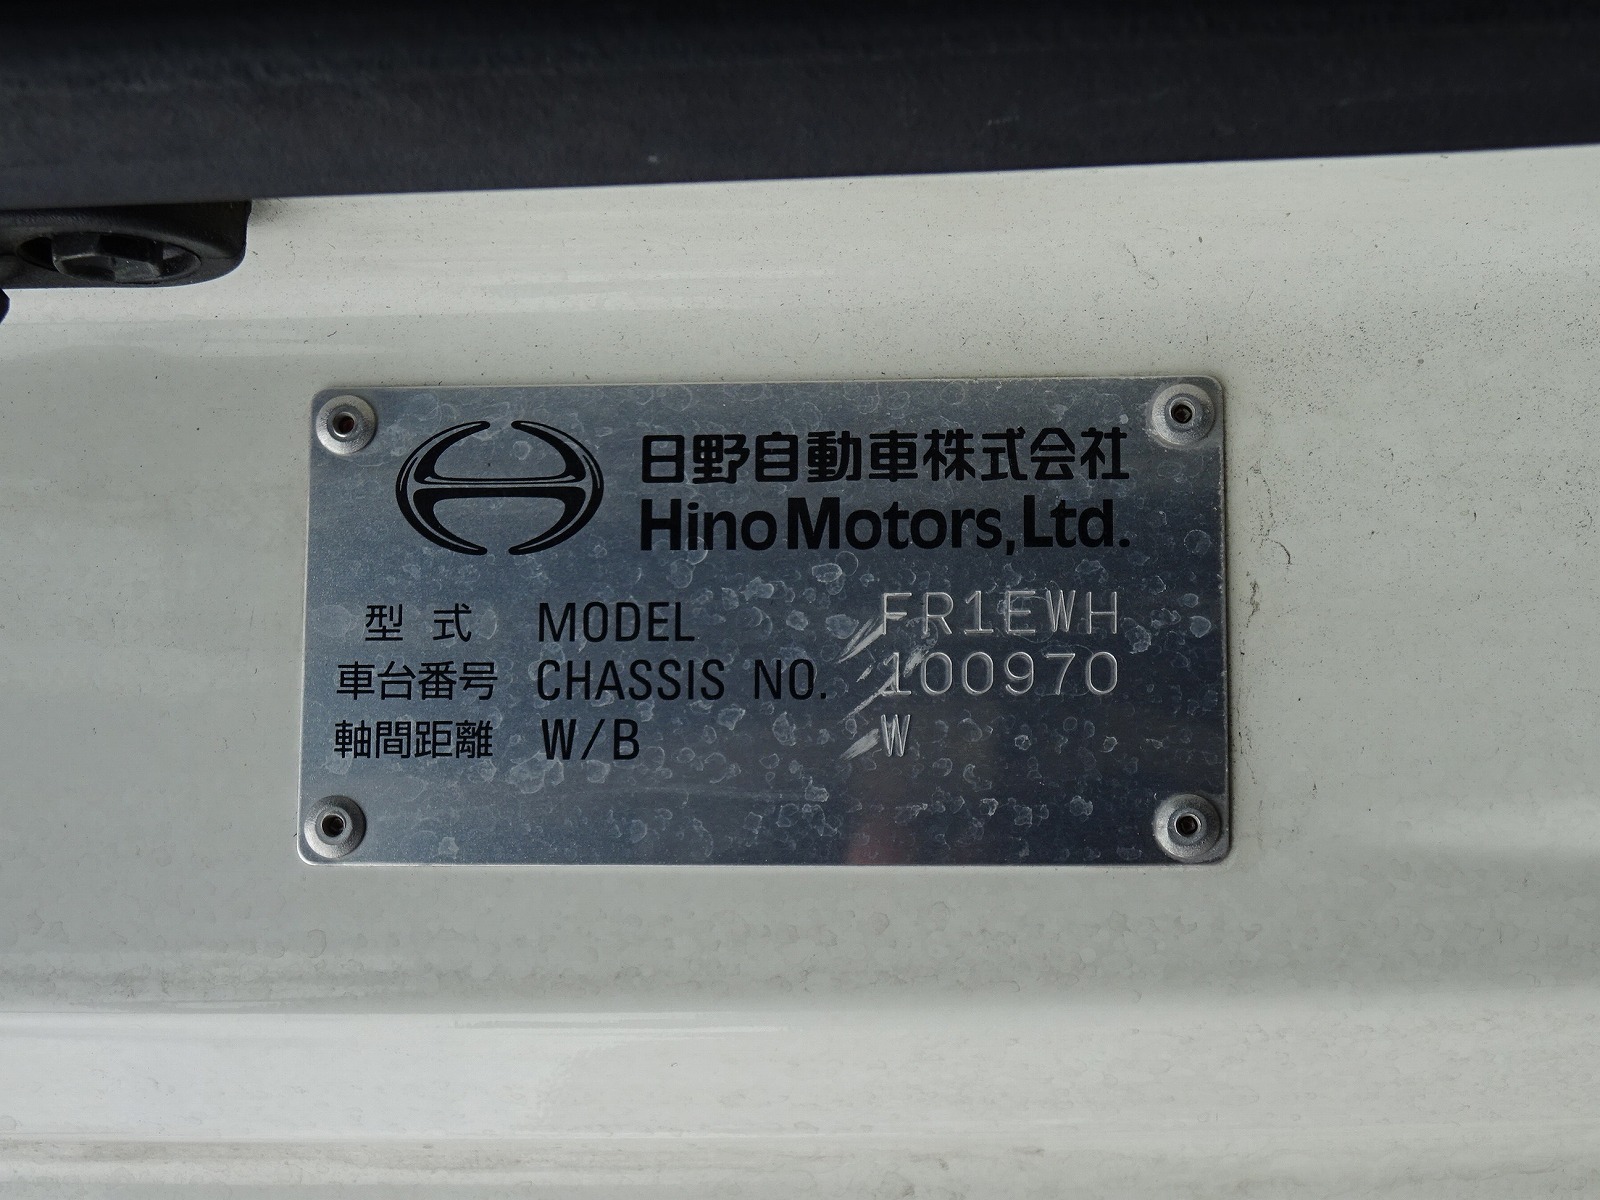 日野自動車株式会社
Hino Motors, Ltd.
型式 MODEL FR1EWH
車台番号 CHASSIS NO. 100970
軸間距離 W/B W